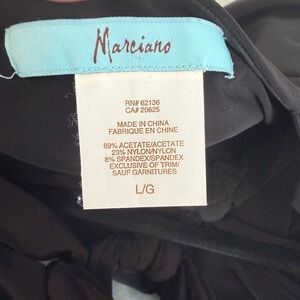 Marciano
RN# 62136
CA# 20625
MADE IN CHINA
FABRIQUE EN CHINE
69% ACETATE/ACETATE
23% NYLON/NYLON
8% SPANDEX/SPANDEX
EXCLUSIVE OF TRIM/
SAUF GARNITURES
L/G